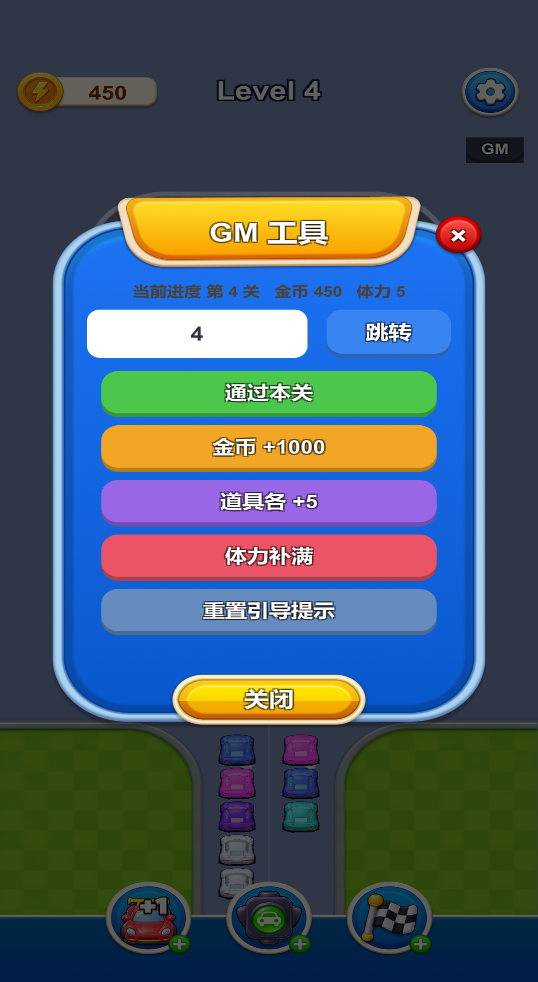 450
Level 4
GM
GM 工具
当前进度 第 4 关 金币 450 体力 5
4
跳转
通过本关
金币 +1000
道具各 +5
体力补满
重置引导提示
关闭
+1